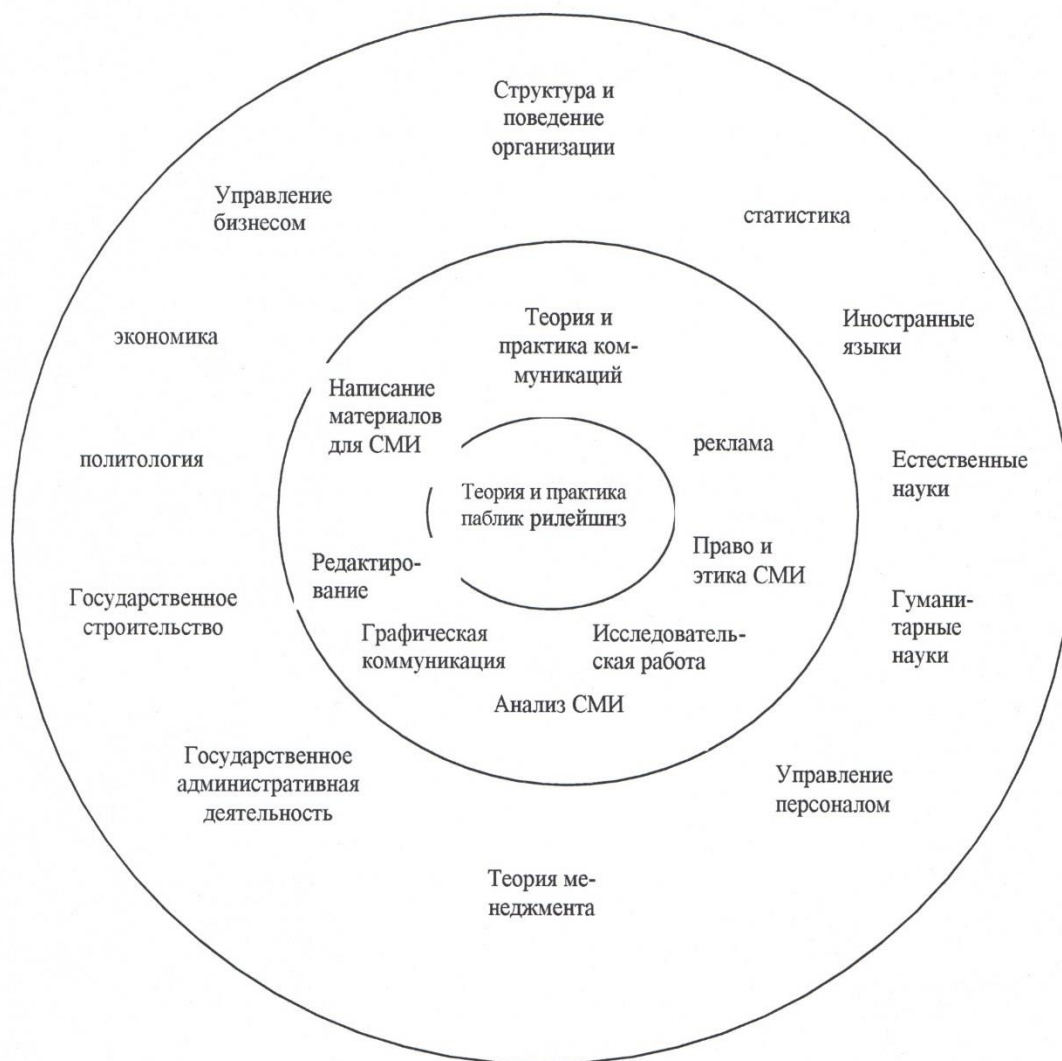 Структура и
поведение
организации
Управление
бизнесом
статистика
экономика
Иностранные
языки
Теория и
практика ком-
муникаций
Написание
материалов
для СМИ
реклама
политология
Естественные
науки
Теория и практика
паблик рилейшнз
Редактиро-
вание
Право и
этика СМИ
Государственное
строительство
Гумани-
тарные
науки
Графическая
коммуникация
Исследователь-
ская работа
Анализ СМИ
Государственное
административная
деятельность
Управление
персоналом
Теория ме-
неджмента